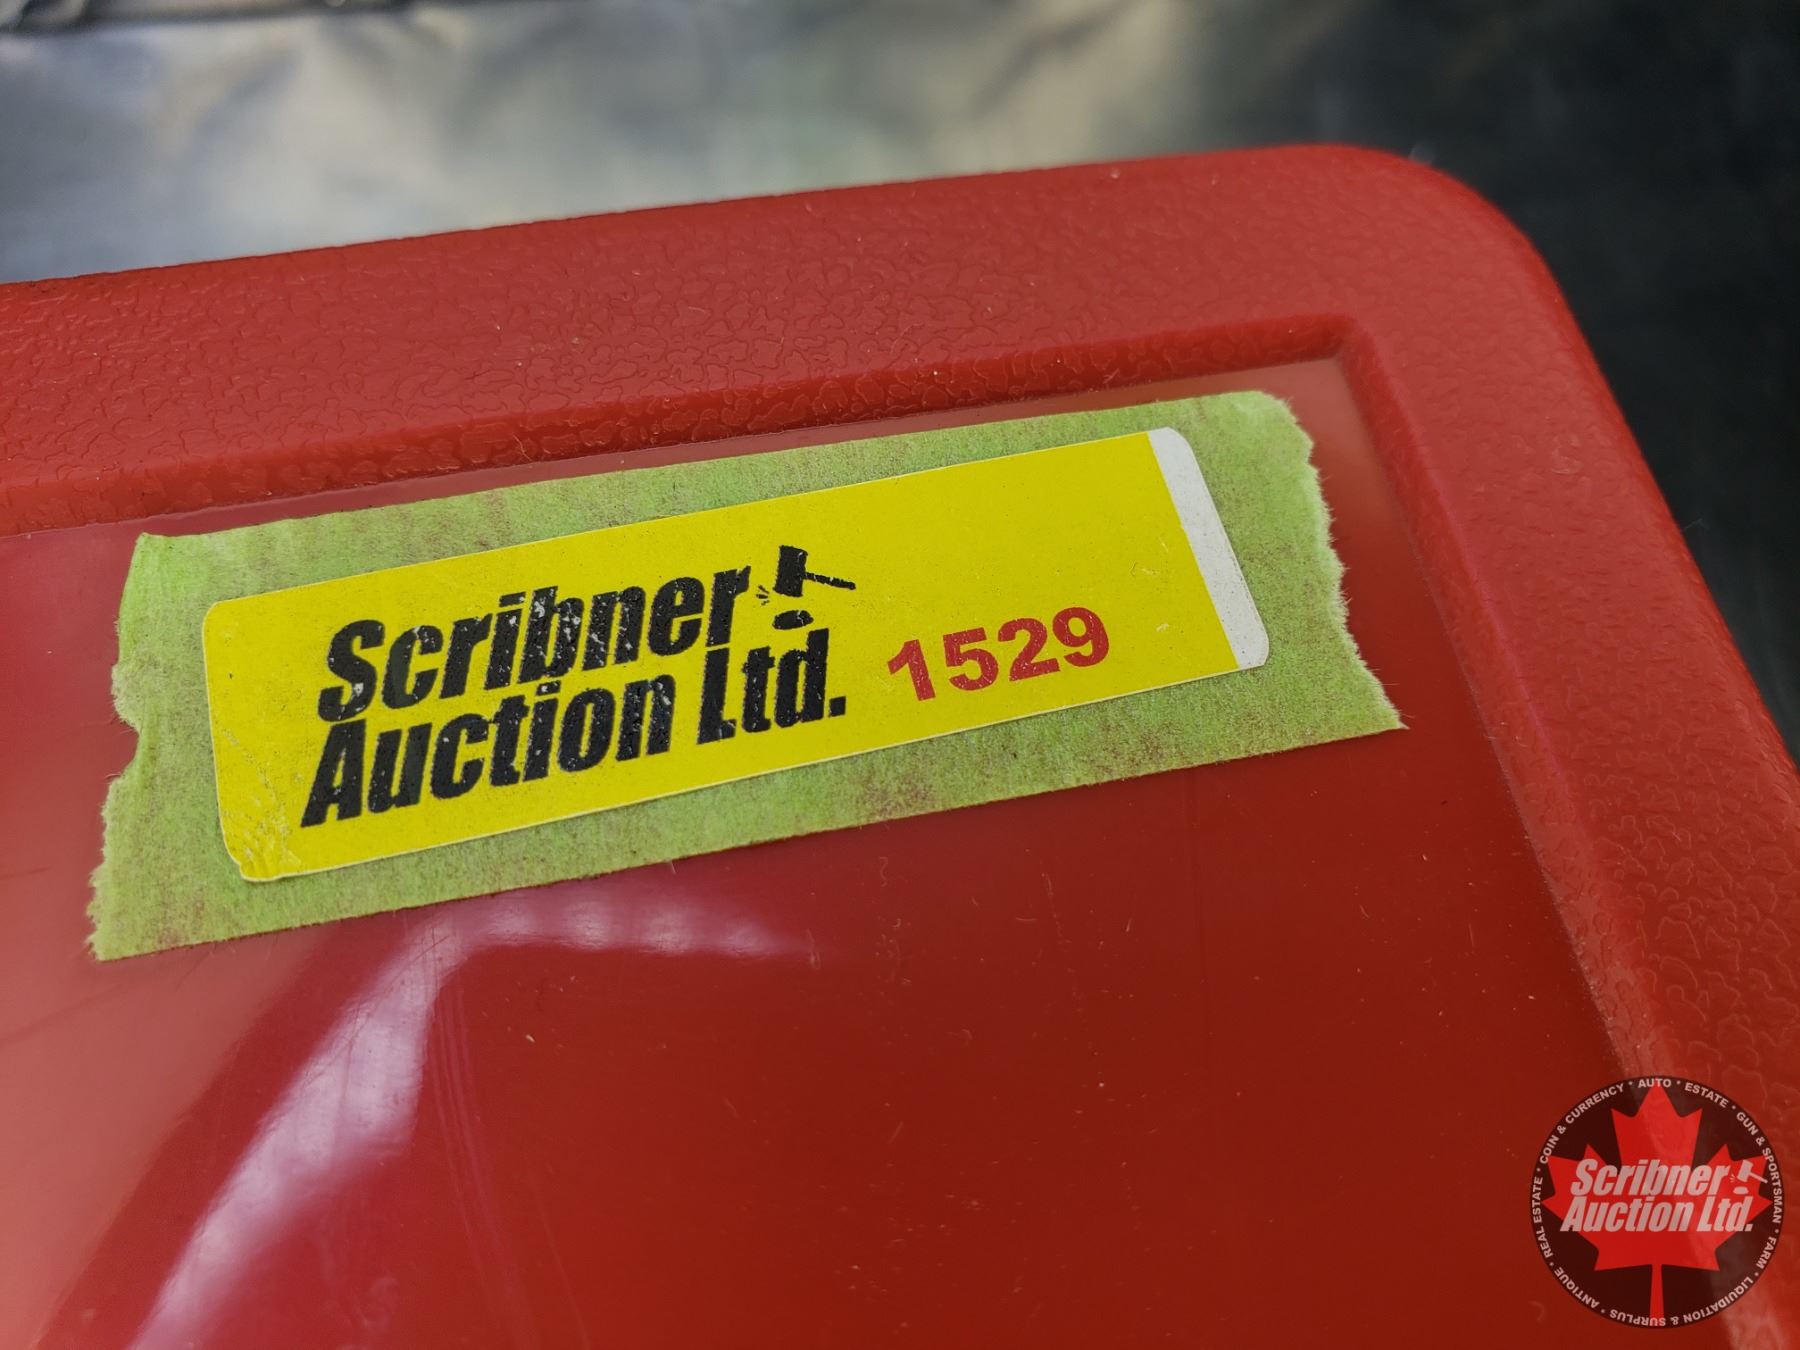 Scribner
Auction Ltd.
1529
COIN & CURRENCY • AUTO • ESTATE • GUN & SPORTSMAN • FARM • LIQUIDATION & SURPLUS • ANTIQUE • REAL ESTATE •
Scribner
Auction Ltd.